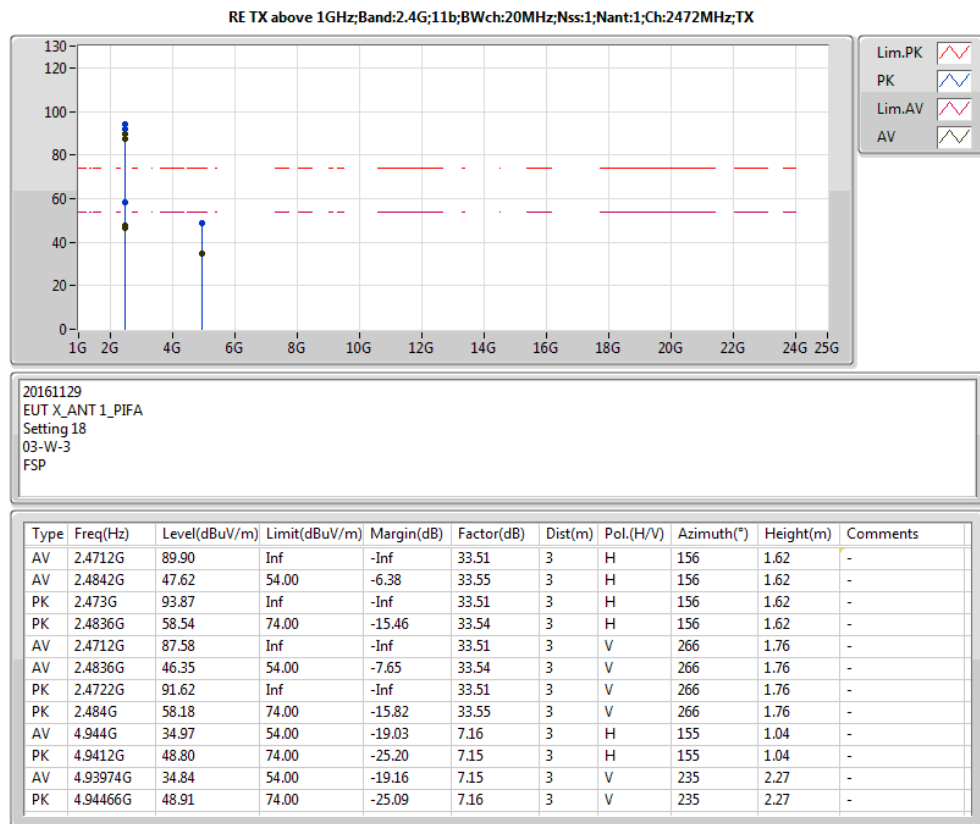 RE TX above 1GHz;Band:2.4G;11b;BWch:20MHz;Nss:1;Nant:1;Ch:2472MHz;TX
130
120
100
80
60
40
20
0
1G 2G 4G 6G 8G 10G 12G 14G 16G 18G 20G 22G 24G 25G
Lim.PK
PK
Lim.AV
AV
20161129
EUT X_ANT 1_PIFA
Setting 18
03-W-3
FSP
Type Freq(Hz) Level(dBuV/m) Limit(dBuV/m) Margin(dB) Factor(dB) Dist(m) Pol.(H/V) Azimuth(°) Height(m) Comments
AV 2.4712G 89.90 Inf -Inf 33.51 3 H 156 1.62 -
AV 2.4842G 47.62 54.00 -6.38 33.55 3 H 156 1.62 -
PK 2.473G 93.87 Inf -Inf 33.51 3 H 156 1.62 -
PK 2.4836G 58.54 74.00 -15.46 33.54 3 H 156 1.62 -
AV 2.4712G 87.58 Inf -Inf 33.51 3 V 266 1.76 -
AV 2.4836G 46.35 54.00 -7.65 33.54 3 V 266 1.76 -
PK 2.4722G 91.62 Inf -Inf 33.51 3 V 266 1.76 -
PK 2.484G 58.18 74.00 -15.82 33.55 3 V 266 1.76 -
AV 4.944G 34.97 54.00 -19.03 7.16 3 H 155 1.04 -
PK 4.9412G 48.80 74.00 -25.20 7.15 3 H 155 1.04 -
AV 4.93974G 34.84 54.00 -19.16 7.15 3 V 235 2.27 -
PK 4.94466G 48.91 74.00 -25.09 7.16 3 V 235 2.27 -